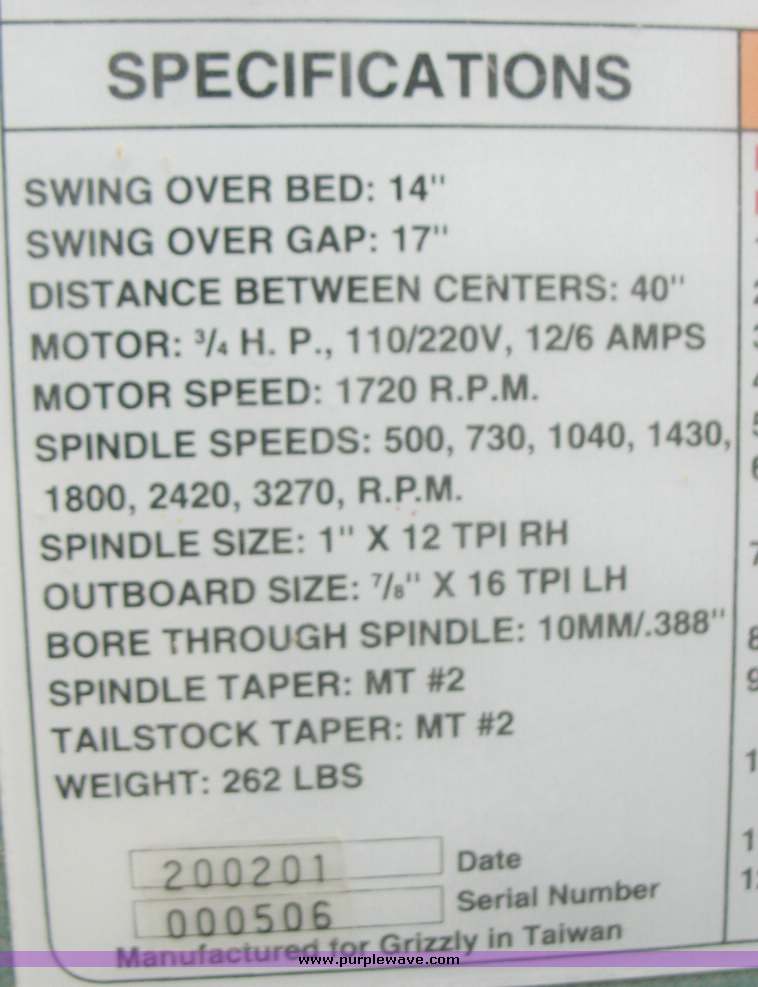 SPECIFICATIONS
SWING OVER BED: 14"
SWING OVER GAP: 17"
DISTANCE BETWEEN CENTERS: 40"
MOTOR: ¾ H. P., 110/220V, 12/6 AMPS
MOTOR SPEED: 1720 R.P.M.
SPINDLE SPEEDS: 500, 730, 1040, 1430,
1800, 2420, 3270, R.P.M.
SPINDLE SIZE: 1" X 12 TPI RH
OUTBOARD SIZE: ⅞" X 16 TPI LH
BORE THROUGH SPINDLE: 10MM/.388"
SPINDLE TAPER: MT #2
TAILSTOCK TAPER: MT #2
WEIGHT: 262 LBS
200201 Date
000506 Serial Number
Manufactured for Grizzly in Taiwan
www.purplewave.com